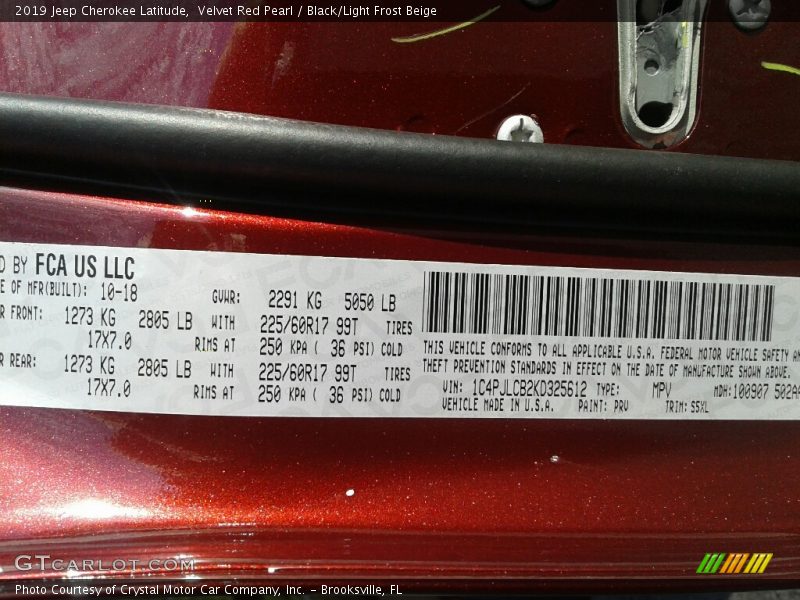 2019 Jeep Cherokee Latitude, Velvet Red Pearl / Black/Light Frost Beige
D BY FCA US LLC
E OF MFR(BUILT): 10-18 GVWR: 2291 KG 5050 LB
R FRONT: 1273 KG 2805 LB WITH 225/60R17 99T TIRES
17X7.0 RIMS AT 250 KPA ( 36 PSI) COLD
R REAR: 1273 KG 2805 LB WITH 225/60R17 99T TIRES
17X7.0 RIMS AT 250 KPA ( 36 PSI) COLD
THIS VEHICLE CONFORMS TO ALL APPLICABLE U.S.A. FEDERAL MOTOR VEHICLE SAFETY AN
THEFT PREVENTION STANDARDS IN EFFECT ON THE DATE OF MANUFACTURE SHOWN ABOVE.
VIN: 1C4PJLCB2KD325612 TYPE: MPV MDH:100907 502AA
VEHICLE MADE IN U.S.A. PAINT: PRV TRIM: S5XL
GTCARLOT.COM
Photo Courtesy of Crystal Motor Car Company, Inc. – Brooksville, FL